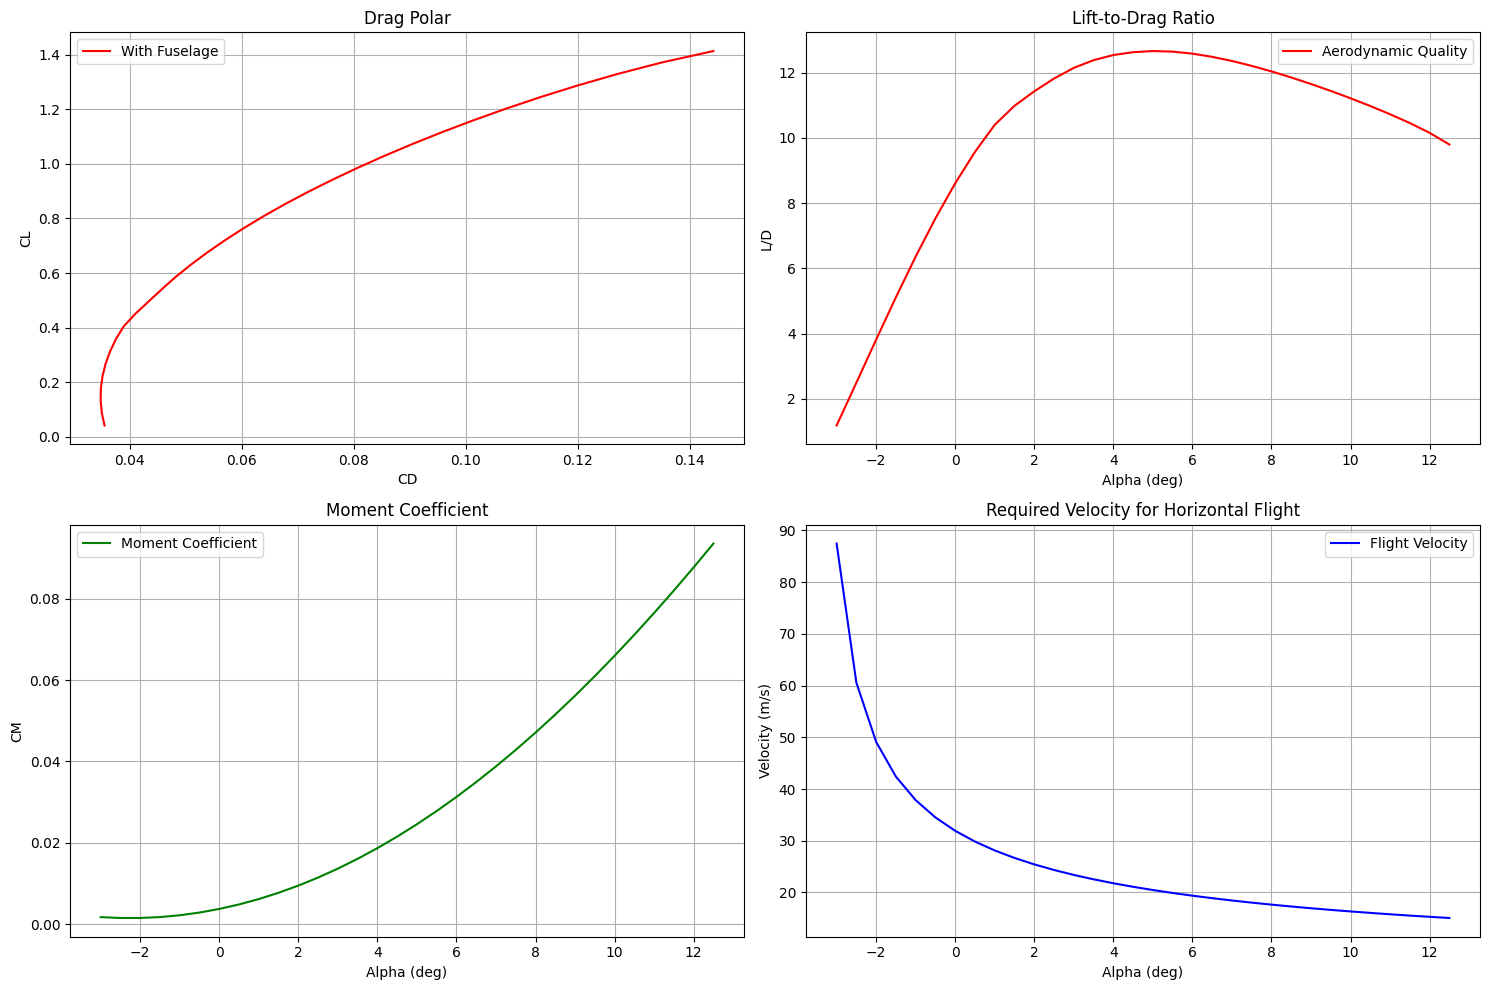 Drag Polar
With Fuselage
CL
1.4
1.2
1.0
0.8
0.6
0.4
0.2
0.0
0.04 0.06 0.08 0.10 0.12 0.14
CD
Lift-to-Drag Ratio
Aerodynamic Quality
L/D
12
10
8
6
4
2
−2 0 2 4 6 8 10 12
Alpha (deg)
Moment Coefficient
Moment Coefficient
CM
0.08
0.06
0.04
0.02
0.00
−2 0 2 4 6 8 10 12
Alpha (deg)
Required Velocity for Horizontal Flight
Flight Velocity
Velocity (m/s)
90
80
70
60
50
40
30
20
−2 0 2 4 6 8 10 12
Alpha (deg)